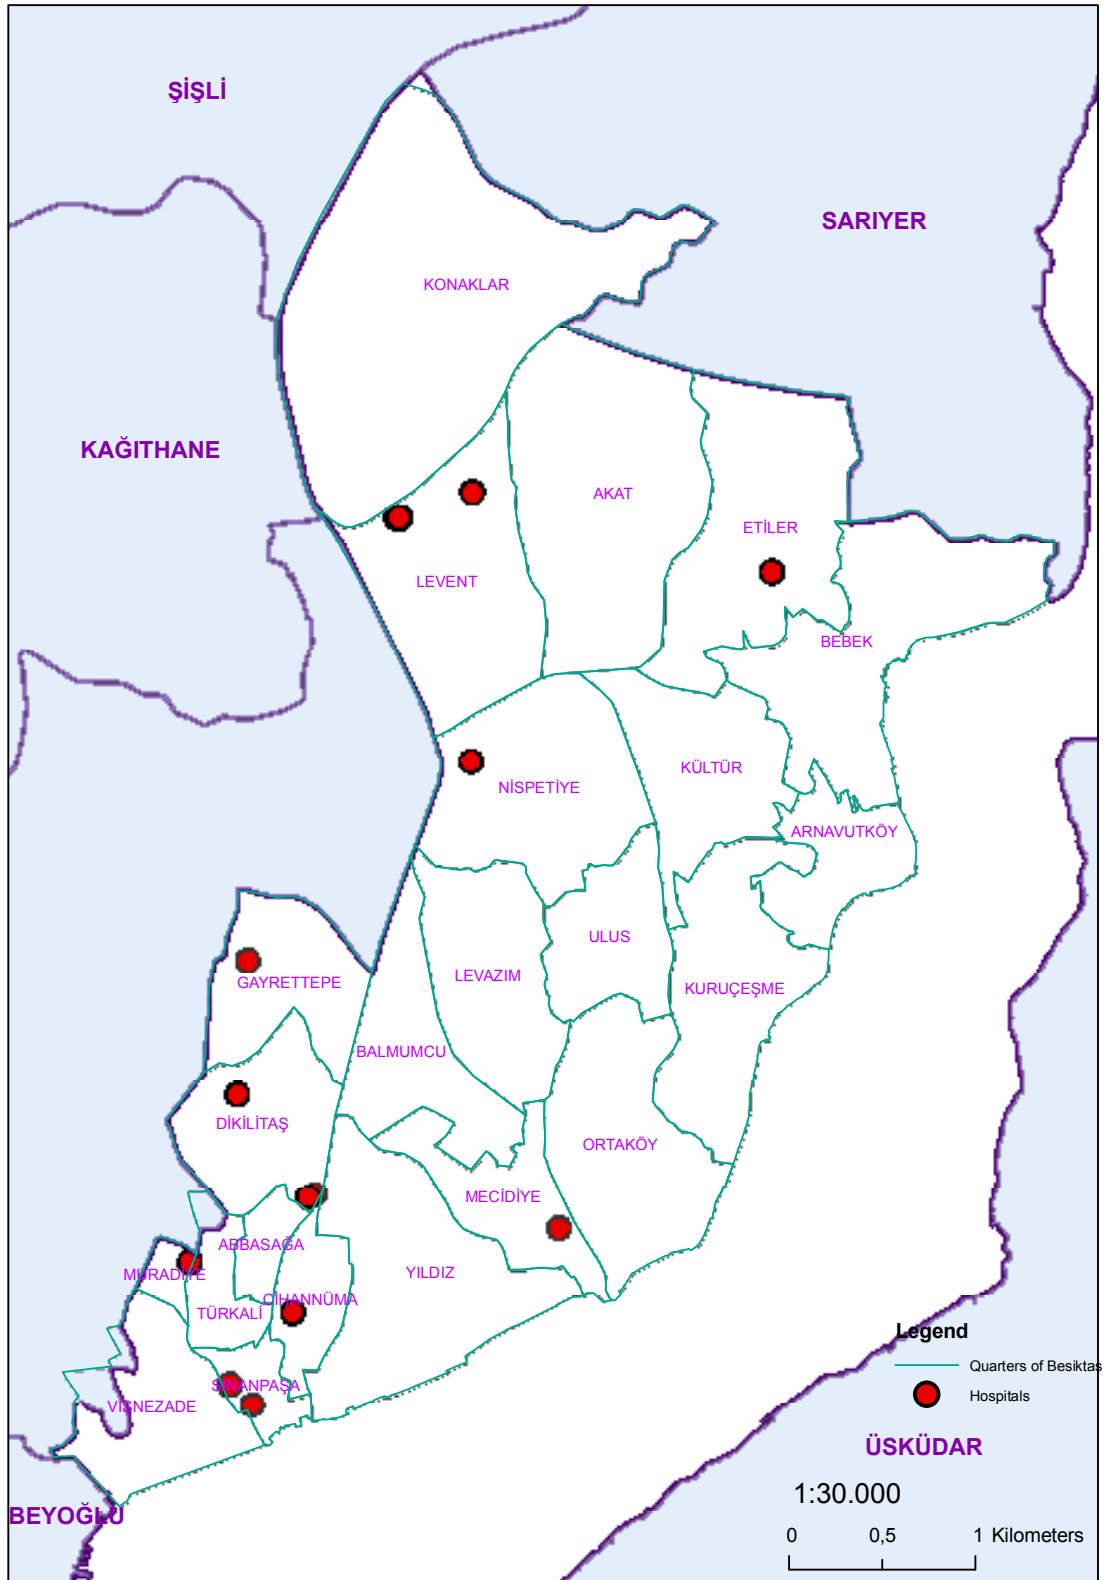 ŞİŞLİ
SARIYER
KONAKLAR
KAĞITHANE
AKAT
ETİLER
LEVENT
BEBEK
KÜLTÜR
NİSPETİYE
ARNAVUTKÖY
ULUS
LEVAZIM
GAYRETTEPE
KURUÇEŞME
BALMUMCU
DİKİLİTAŞ
ORTAKÖY
MECİDİYE
ABBASAĞA
MURADİYE
YILDIZ
CİHANNÜMA
TÜRKALİ
SİNANPAŞA
VİŞNEZADE
Legend
Quarters of Besiktas
Hospitals
ÜSKÜDAR
BEYOĞLU
1:30.000
0 0,5 1 Kilometers